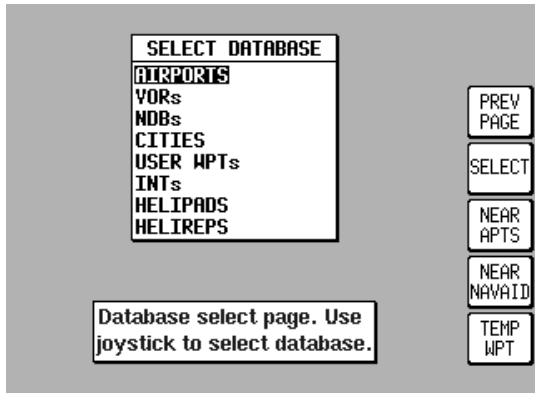 SELECT DATABASE
AIRPORTS
VORs
NDBs
CITIES
USER WPTs
INTs
HELIPADS
HELIREPS
PREV
PAGE
SELECT
NEAR
APTS
NEAR
NAVAID
TEMP
WPT
Database select page. Use
joystick to select database.